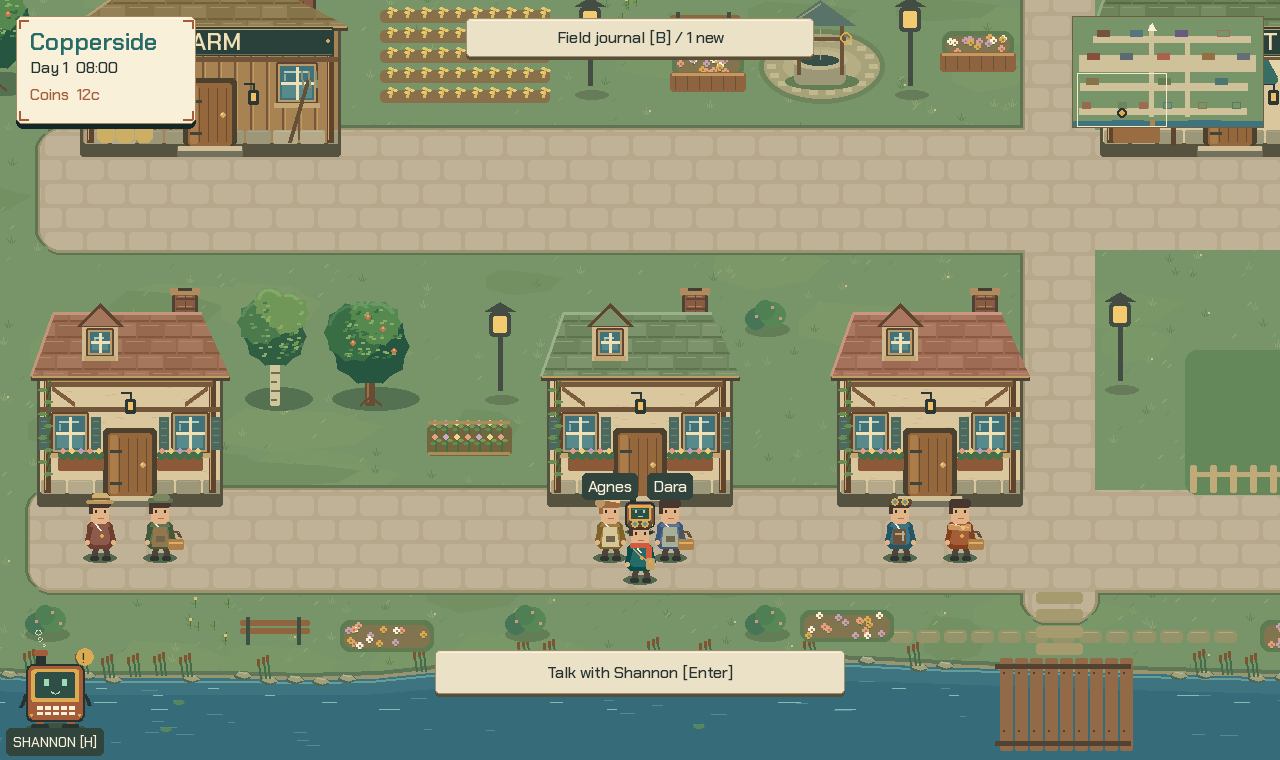 Copperside
Day 1 08:00
Coins 12c
ARM
Field journal [B] / 1 new
T
Agnes
Dara
Talk with Shannon [Enter]
!
SHANNON [H]